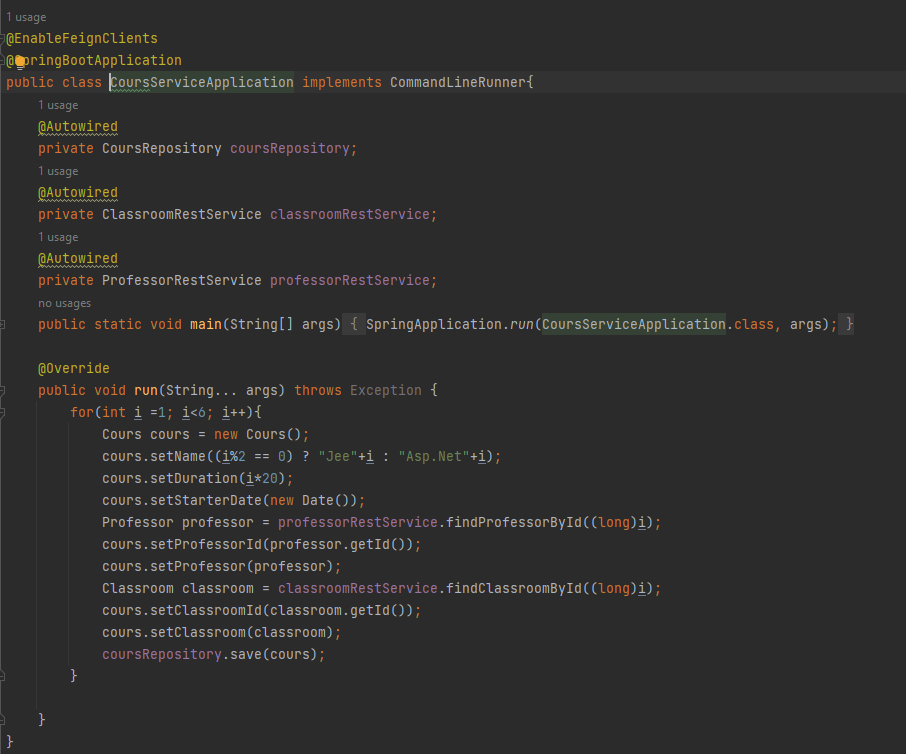 1 usage
@EnableFeignClients
@SpringBootApplication
public class CoursServiceApplication implements CommandLineRunner{
1 usage
@Autowired
private CoursRepository coursRepository;
1 usage
@Autowired
private ClassroomRestService classroomRestService;
1 usage
@Autowired
private ProfessorRestService professorRestService;
no usages
public static void main(String[] args) { SpringApplication.run(CoursServiceApplication.class, args); }
@Override
public void run(String... args) throws Exception {
for(int i =1; i<6; i++){
Cours cours = new Cours();
cours.setName((i%2 == 0) ? "Jee"+i : "Asp.Net"+i);
cours.setDuration(i*20);
cours.setStarterDate(new Date());
Professor professor = professorRestService.findProfessorById((long)i);
cours.setProfessorId(professor.getId());
cours.setProfessor(professor);
Classroom classroom = classroomRestService.findClassroomById((long)i);
cours.setClassroomId(classroom.getId());
cours.setClassroom(classroom);
coursRepository.save(cours);
}
}
}